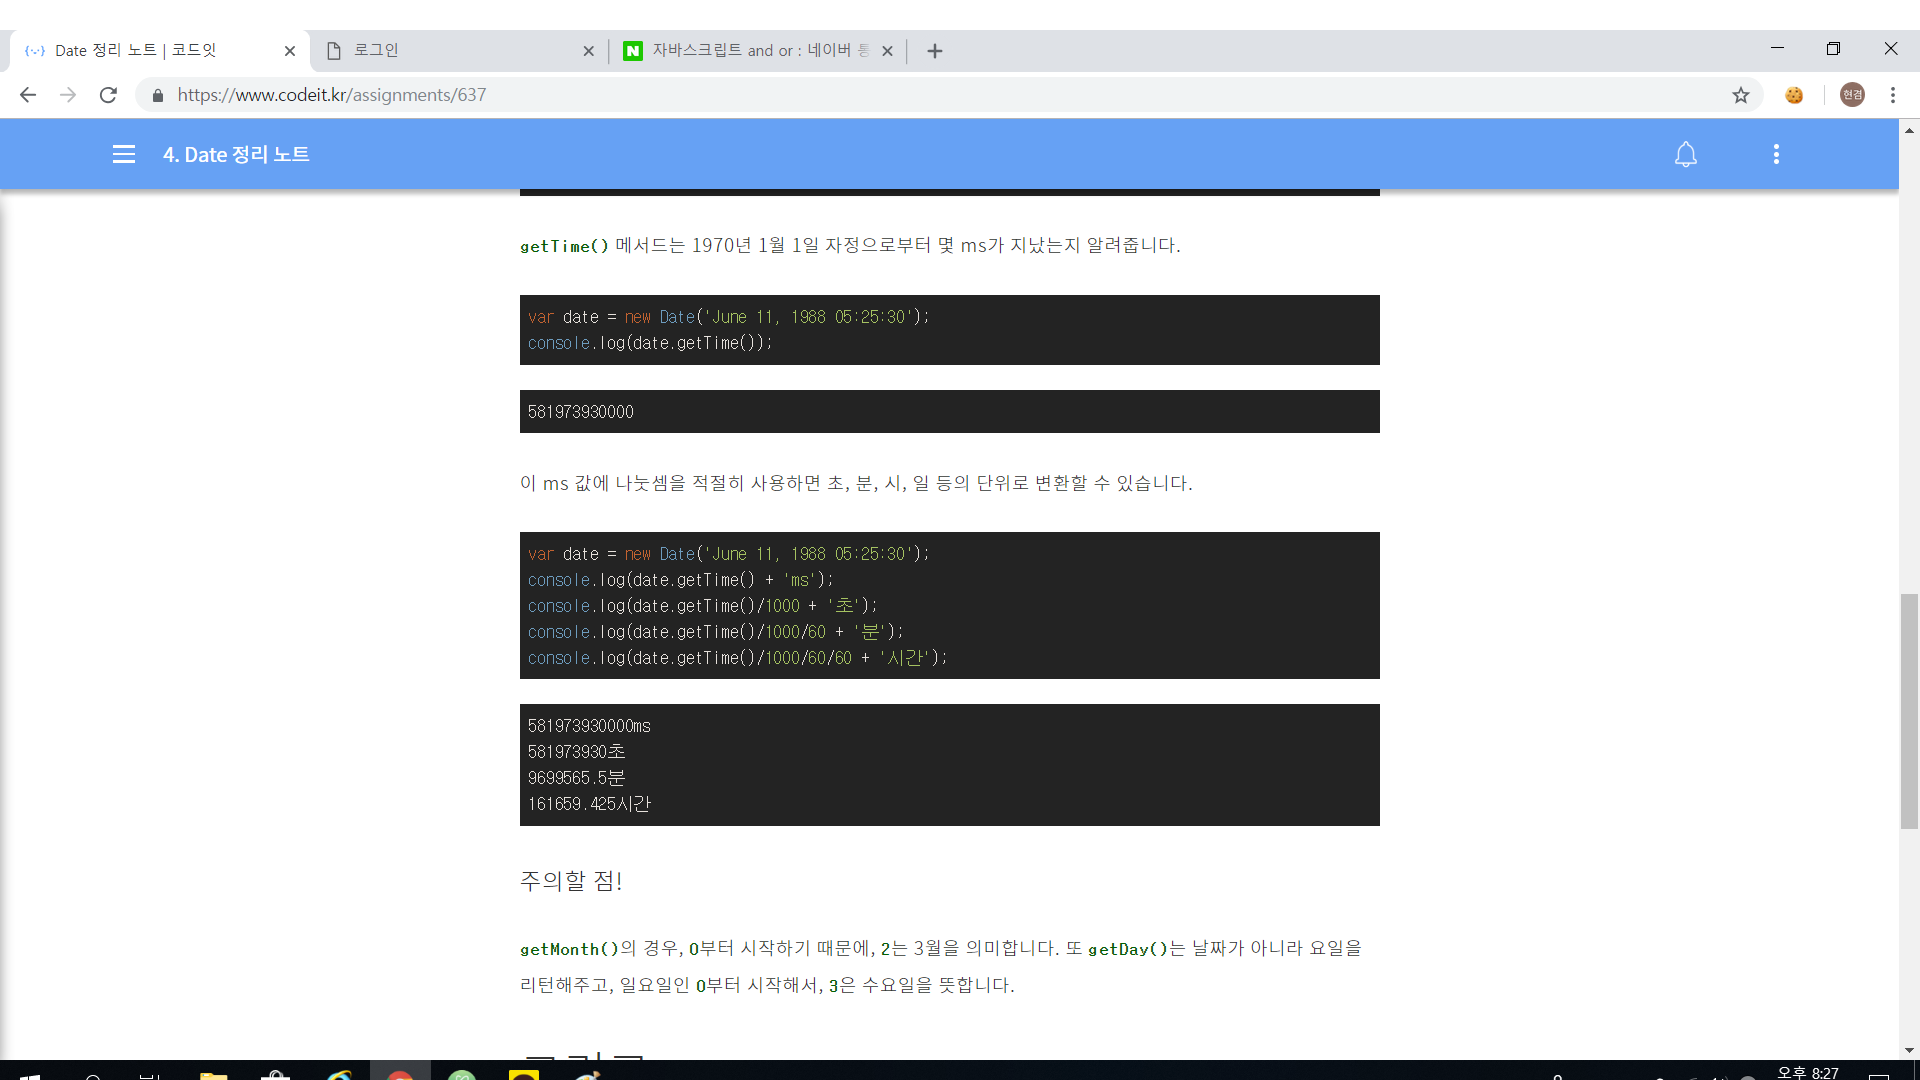 Date 정리 노트 | 코드잇
로그인
자바스크립트 and or : 네이버 통
https://www.codeit.kr/assignments/637
현겸
4. Date 정리 노트
getTime() 메서드는 1970년 1월 1일 자정으로부터 몇 ms가 지났는지 알려줍니다.
var date = new Date('June 11, 1988 05:25:30');
console.log(date.getTime());
581973930000
이 ms 값에 나눗셈을 적절히 사용하면 초, 분, 시, 일 등의 단위로 변환할 수 있습니다.
var date = new Date('June 11, 1988 05:25:30');
console.log(date.getTime() + 'ms');
console.log(date.getTime()/1000 + '초');
console.log(date.getTime()/1000/60 + '분');
console.log(date.getTime()/1000/60/60 + '시간');
581973930000ms
581973930초
9699565.5분
161659.425시간
주의할 점!
getMonth()의 경우, 0부터 시작하기 때문에, 2는 3월을 의미합니다. 또 getDay()는 날짜가 아니라 요일을
리턴해주고, 일요일인 0부터 시작해서, 3은 수요일을 뜻합니다.
오후 8:27